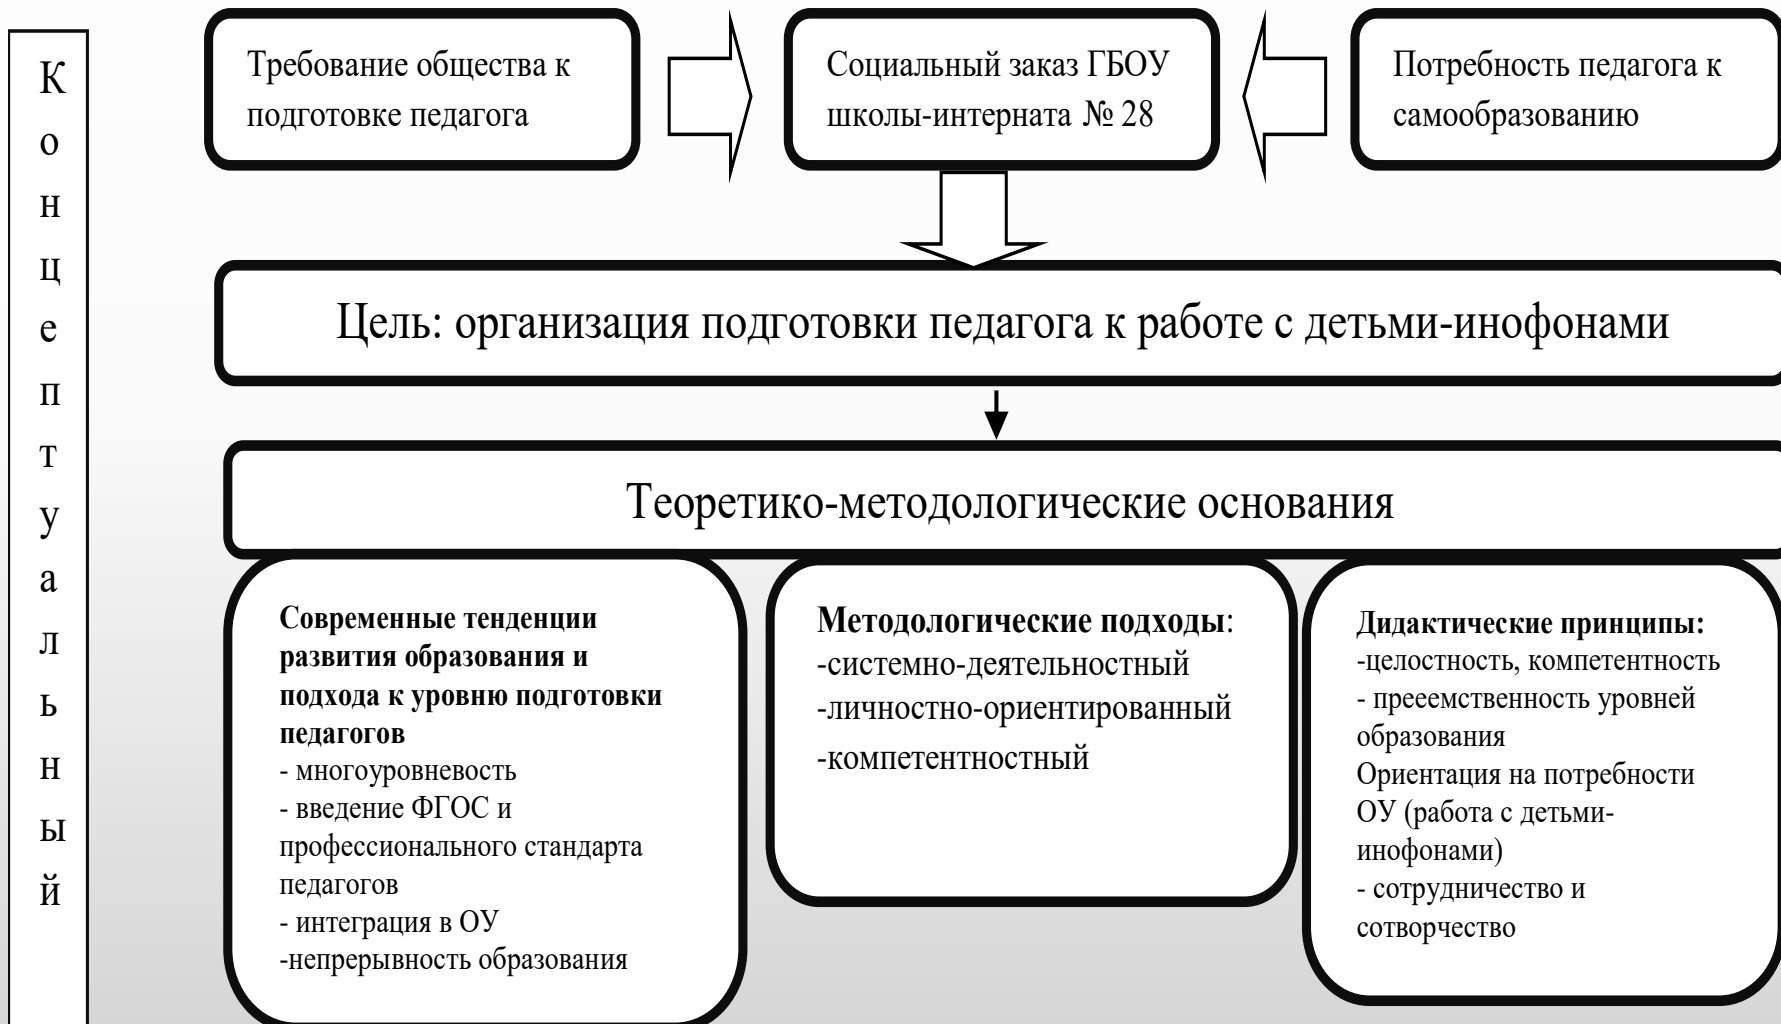 Концептуальный
Требование общества к
подготовке педагога
Социальный заказ ГБОУ
школы-интерната № 28
Потребность педагога к
самообразованию
Цель: организация подготовки педагога к работе с детьми-инофонами
Теоретико-методологические основания
Современные тенденции
развития образования и
подхода к уровню подготовки
педагогов
- многоуровневость
- введение ФГОС и
профессионального стандарта
педагогов
- интеграция в ОУ
-непрерывность образования
Методологические подходы:
-системно-деятельностный
-личностно-ориентированный
-компетентностный
Дидактические принципы:
-целостность, компетентность
- прееемственность уровней
образования
Ориентация на потребности
ОУ (работа с детьми-
инофонами)
- сотрудничество и
сотворчество